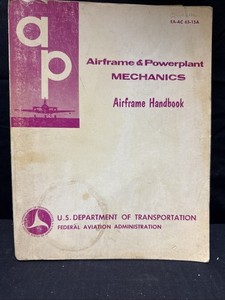 EA-AC 65-15A
ap
Airframe & Powerplant
MECHANICS
Airframe Handbook
U.S. DEPARTMENT OF TRANSPORTATION
FEDERAL AVIATION ADMINISTRATION